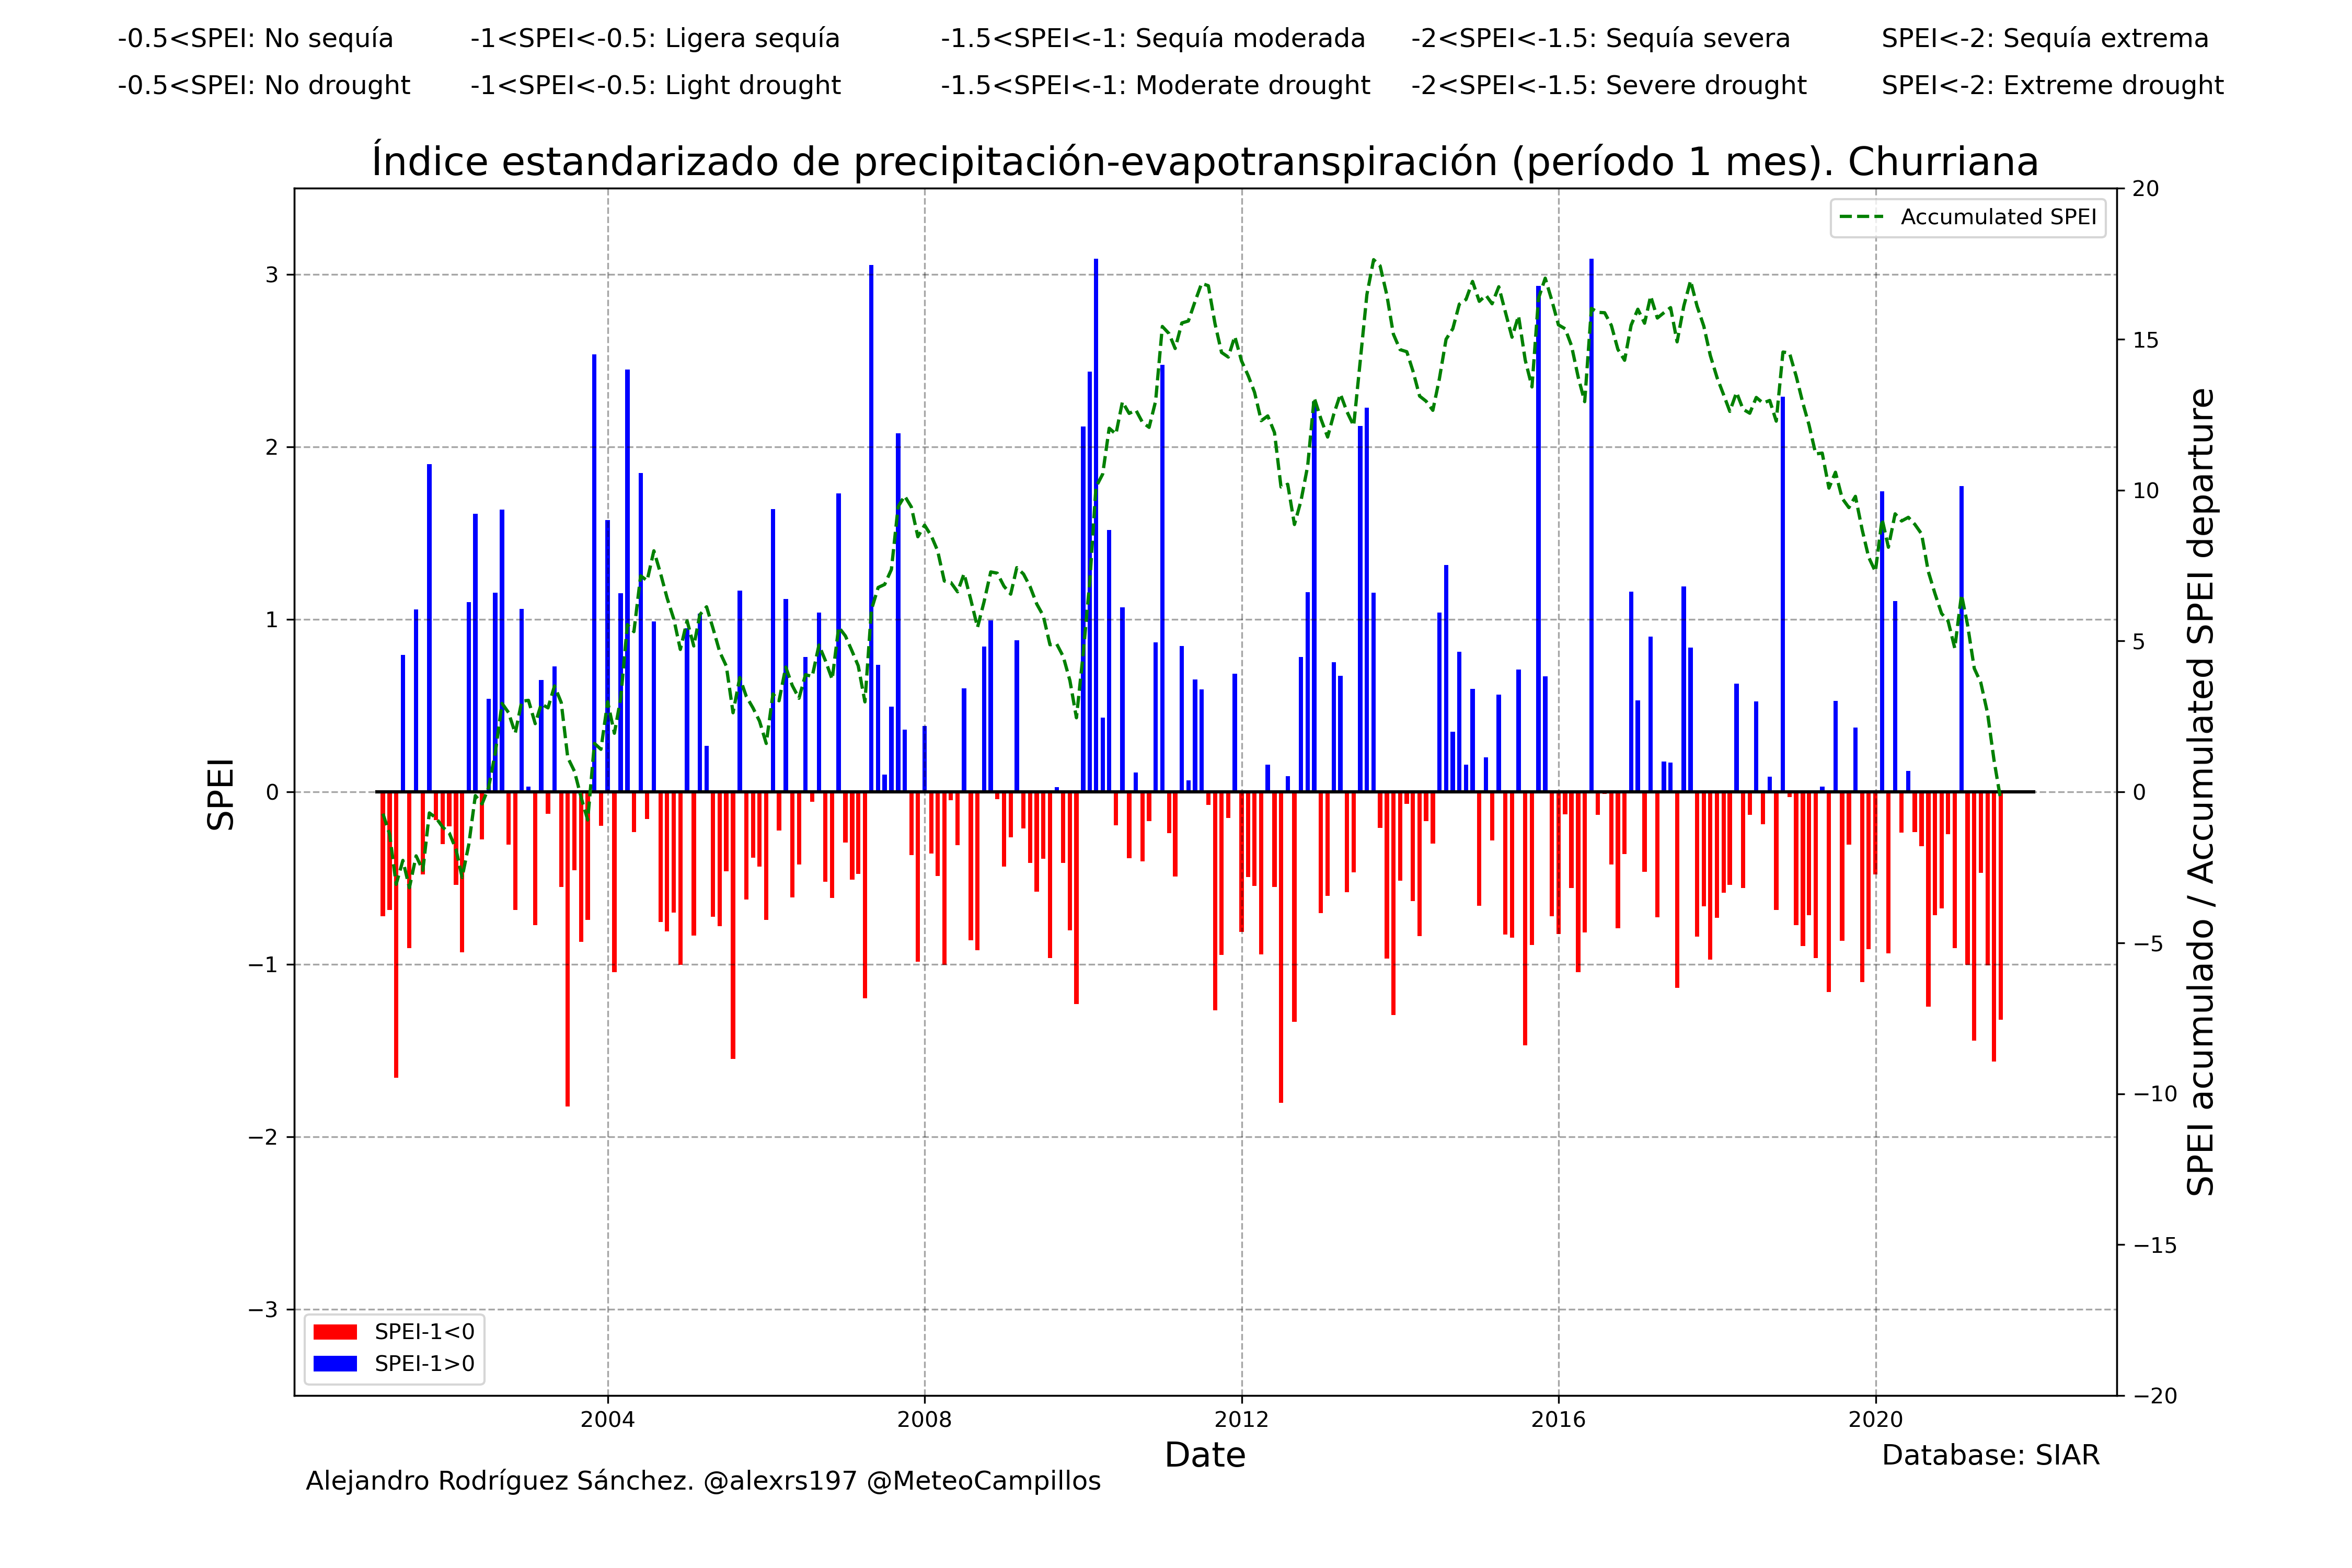 -0.5<SPEI: No sequía -1<SPEI<-0.5: Ligera sequía -1.5<SPEI<-1: Sequía moderada -2<SPEI<-1.5: Sequía severa SPEI<-2: Sequía extrema
-0.5<SPEI: No drought -1<SPEI<-0.5: Light drought -1.5<SPEI<-1: Moderate drought -2<SPEI<-1.5: Severe drought SPEI<-2: Extreme drought
Índice estandarizado de precipitación-evapotranspiración (período 1 mes). Churriana
Accumulated SPEI
SPEI
3
2
1
0
−1
−2
−3
20
15
10
5
0
−5
−10
−15
−20
SPEI acumulado / Accumulated SPEI departure
SPEI-1<0
SPEI-1>0
2004 2008 2012 2016 2020
Date
Database: SIAR
Alejandro Rodríguez Sánchez. @alexrs197 @MeteoCampillos